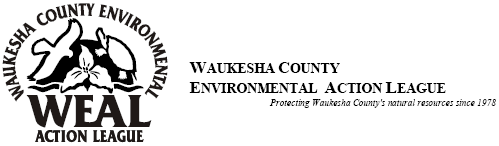 WAUKESHA COUNTY ENVIRONMENTAL
WEAL
ACTION LEAGUE
WAUKESHA COUNTY
ENVIRONMENTAL ACTION LEAGUE
Protecting Waukesha County's natural resources since 1978